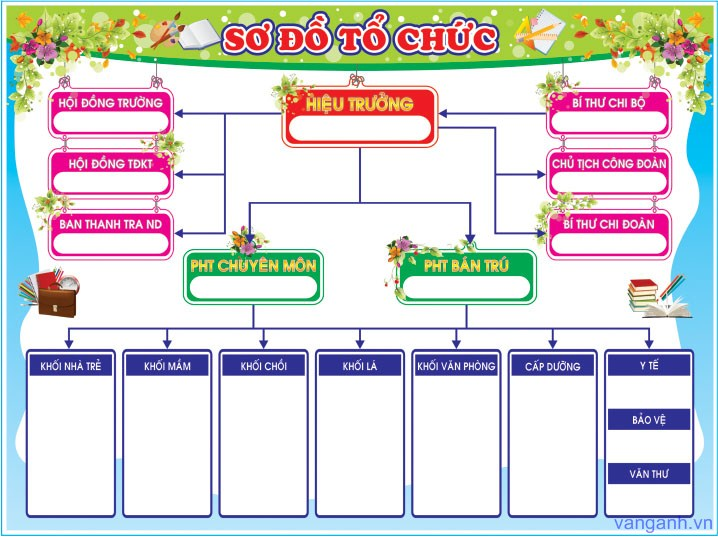 SƠ ĐỒ TỔ CHỨC
HỘI ĐỒNG TRƯỜNG
HIỆU TRƯỞNG
BÍ THƯ CHI BỘ
HỘI ĐỒNG TĐKT
CHỦ TỊCH CÔNG ĐOÀN
BAN THANH TRA ND
BÍ THƯ CHI ĐOÀN
PHT CHUYÊN MÔN
PHT BÁN TRÚ
KHỐI NHÀ TRẺ
KHỐI MẦM
KHỐI CHỒI
KHỐI LÁ
KHỐI VĂN PHÒNG
CẤP DƯỠNG
Y TẾ
BẢO VỆ
VĂN THƯ
vanganh.vn